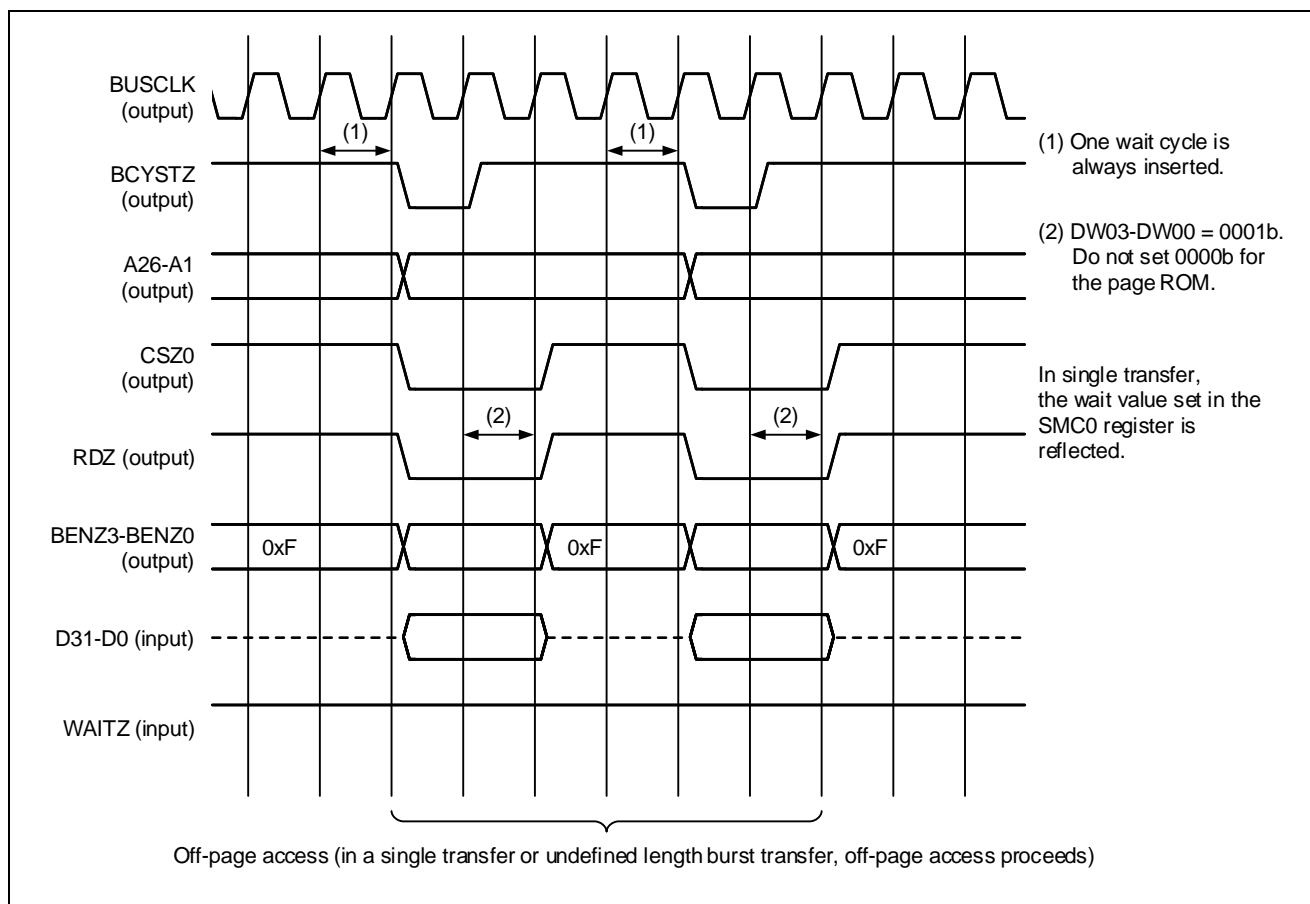 BUSCLK
(output)
(1)
(1)
(1) One wait cycle is
always inserted.
BCYSTZ
(output)
(2) DW03-DW00 = 0001b.
Do not set 0000b for
the page ROM.
A26-A1
(output)
CSZ0
(output)
In single transfer,
the wait value set in the
SMC0 register is
reflected.
(2)
(2)
RDZ (output)
BENZ3-BENZ0
(output)
0xF
0xF
0xF
D31-D0 (input)
WAITZ (input)
Off-page access (in a single transfer or undefined length burst transfer, off-page access proceeds)